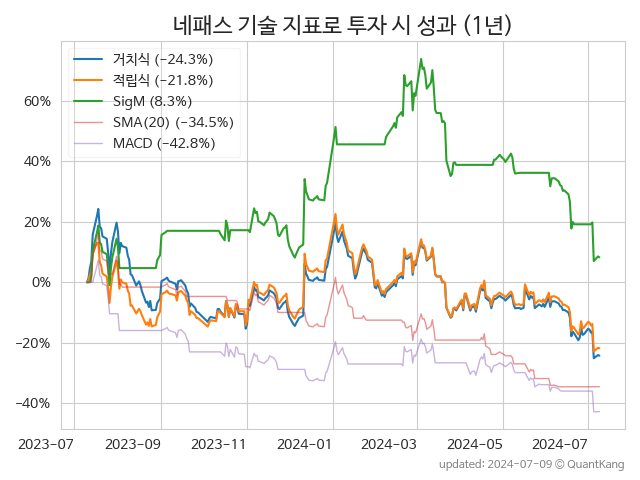 네패스 기술 지표로 투자 시 성과 (1년)
거치식 (−24.3%)
적립식 (−21.8%)
SigM (8.3%)
SMA(20) (−34.5%)
MACD (−42.8%)
60%
40%
20%
0%
−20%
−40%
2023-07 2023-09 2023-11 2024-01 2024-03 2024-05 2024-07
updated: 2024-07-09 © QuantKang